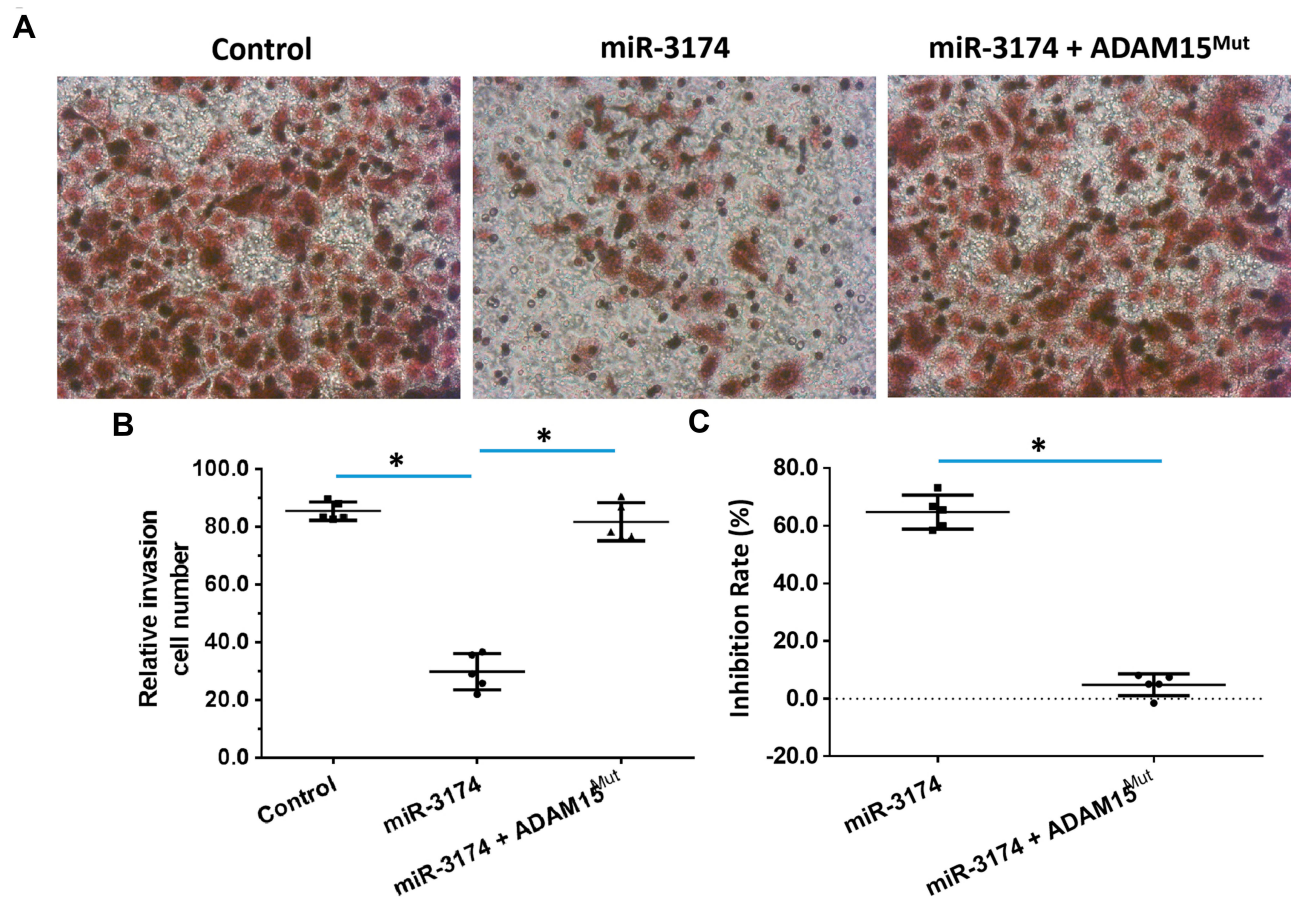 A
Control
miR-3174
miR-3174 + ADAM15Mut
B
Relative invasion
cell number
100.0
80.0
60.0
40.0
20.0
0.0
*
*
Control
miR-3174
miR-3174 + ADAM15Mut
C
Inhibition Rate (%)
80.0
60.0
40.0
20.0
0.0
-20.0
*
miR-3174
miR-3174 + ADAM15Mut